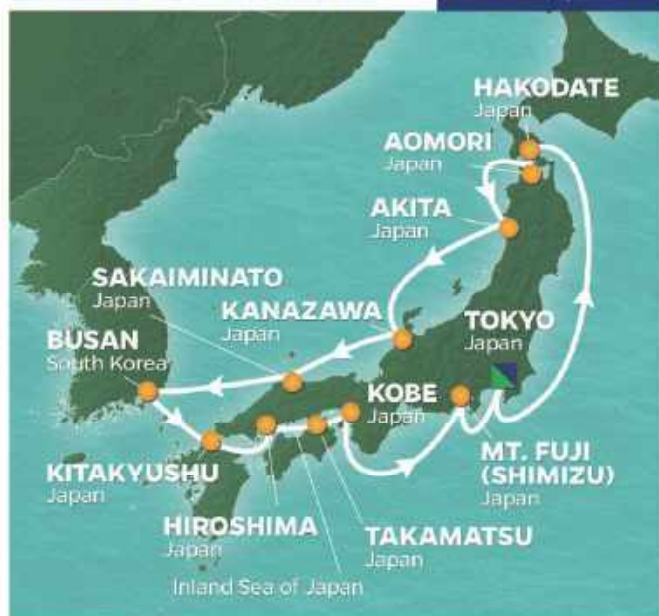 HAKODATE
Japan
AOMORI
Japan
AKITA
Japan
SAKAIMINATO
Japan
KANAZAWA
Japan
TOKYO
Japan
BUSAN
South Korea
KOBE
Japan
MT. FUJI
(SHIMIZU)
Japan
KITAKYUSHU
Japan
HIROSHIMA
Japan
TAKAMATSU
Japan
Inland Sea of Japan